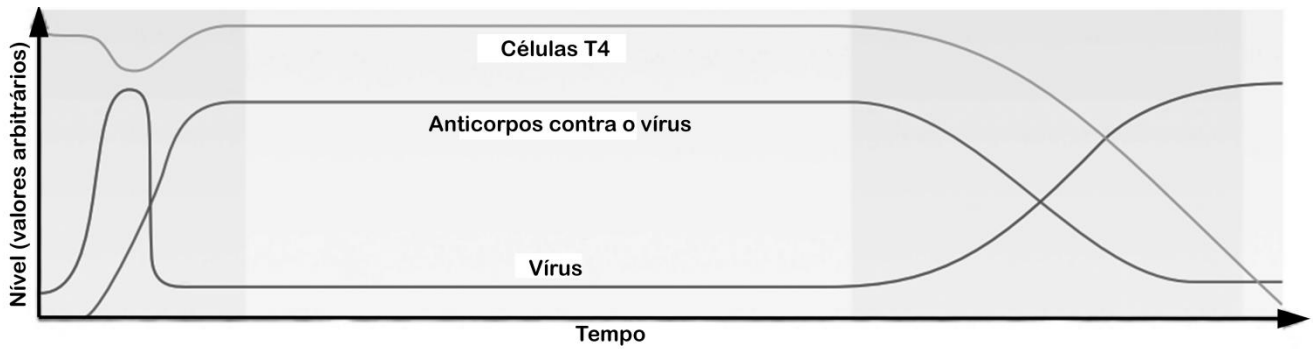 Nível (valores arbitrários)
Células T4
Anticorpos contra o vírus
Vírus
Tempo